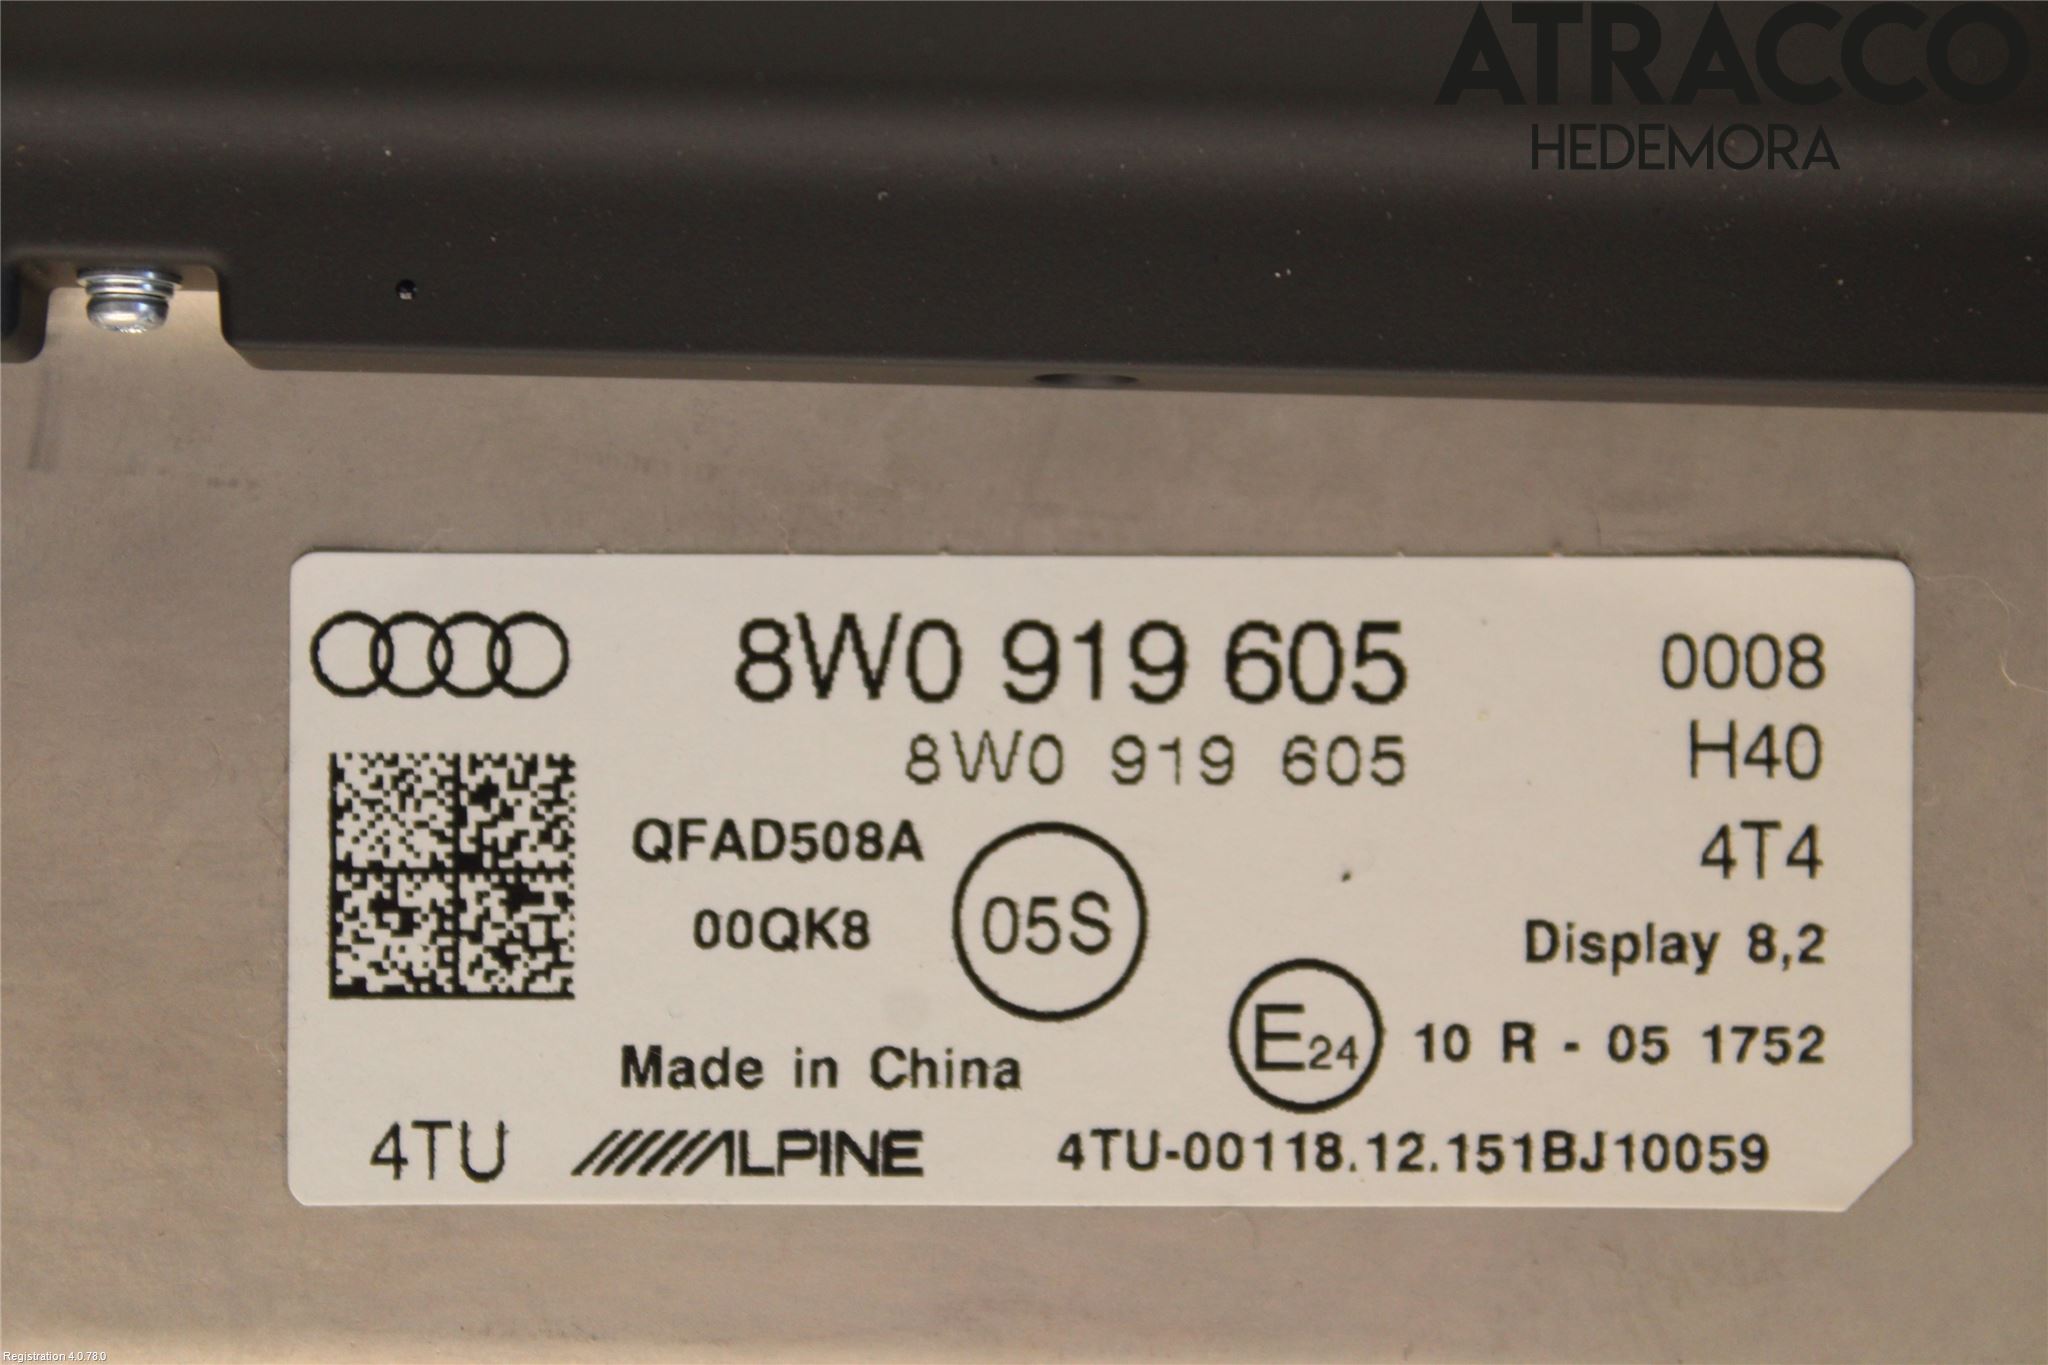 ATRACCO
HEDEMORA
8W0 919 605 0008
8W0 919 605 H40
QFAD508A 4T4
00QK8 05S Display 8,2
E24 10 R - 05 1752
Made in China
4TU ALPINE 4TU-00118.12.151BJ10059
Registration 4.0.78.0